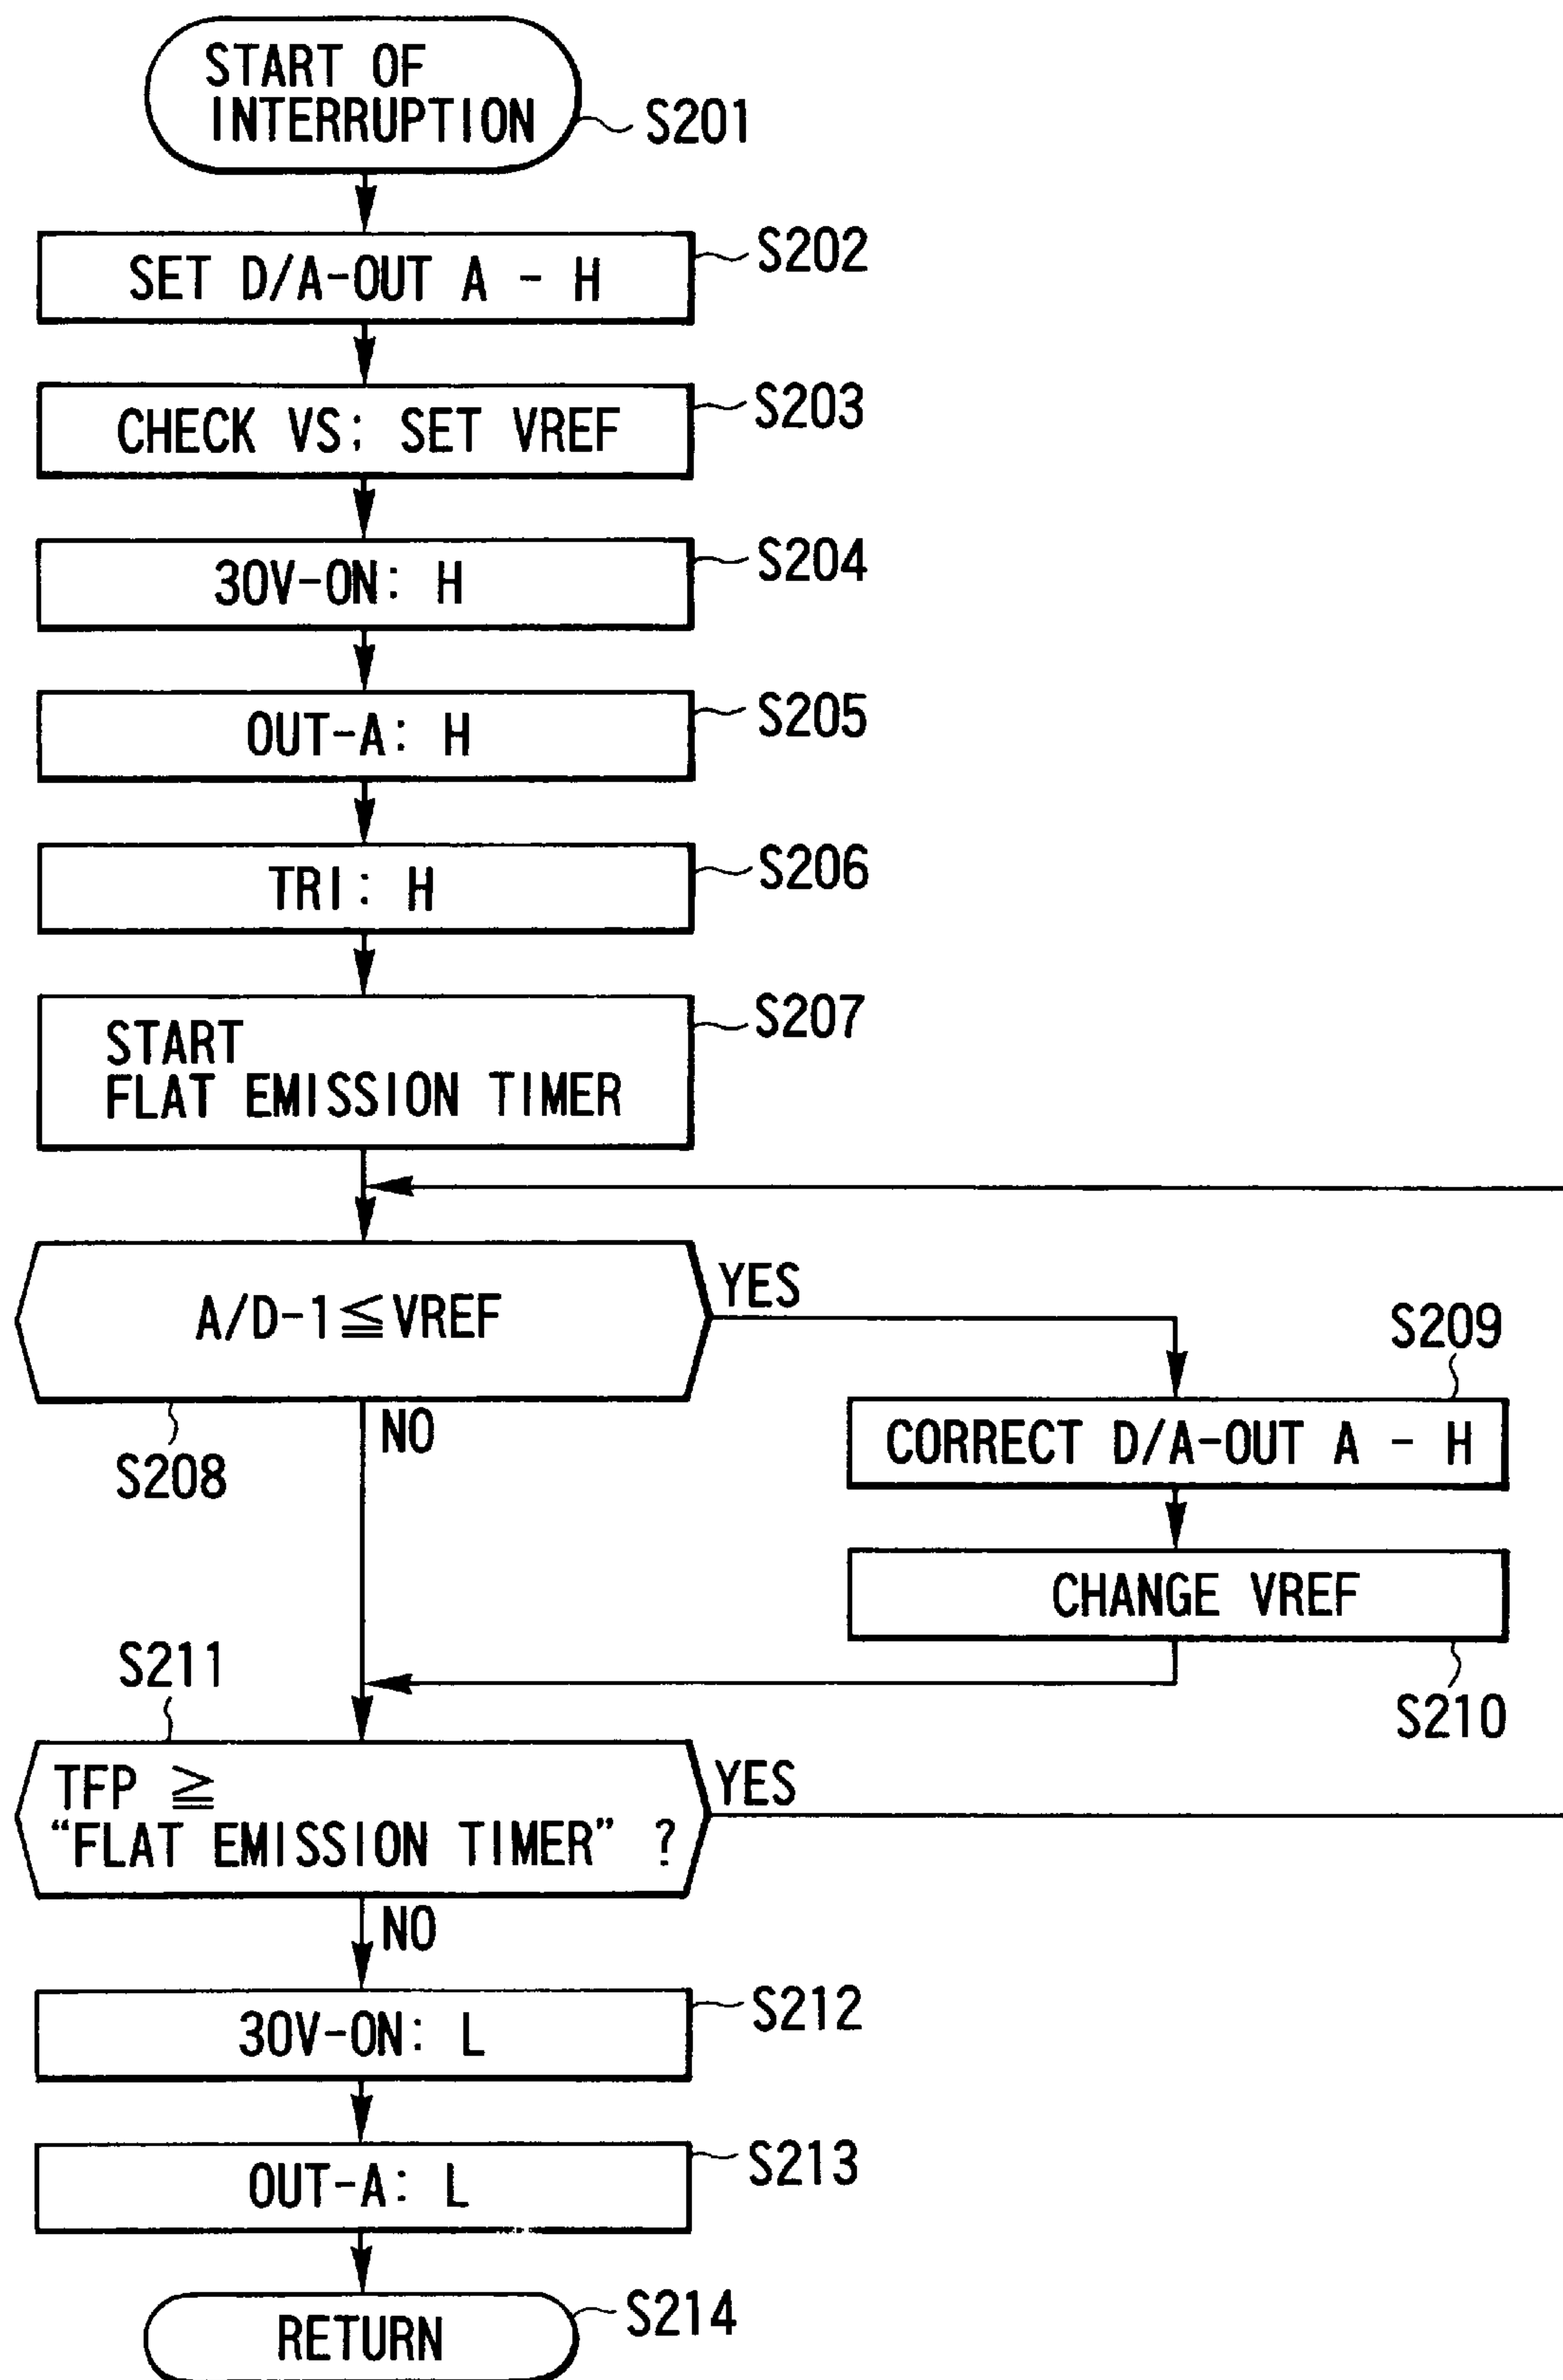 START OF
INTERRUPTION
S201
SET D/A-OUT A - H
S202
CHECK VS; SET VREF
S203
30V-ON: H
S204
OUT-A: H
S205
TRI: H
S206
START
FLAT EMISSION TIMER
S207
A/D-1≦VREF
YES
NO
S208
S209
CORRECT D/A-OUT A - H
CHANGE VREF
S210
S211
TFP ≧
“FLAT EMISSION TIMER” ?
YES
NO
30V-ON: L
S212
OUT-A: L
S213
RETURN
S214